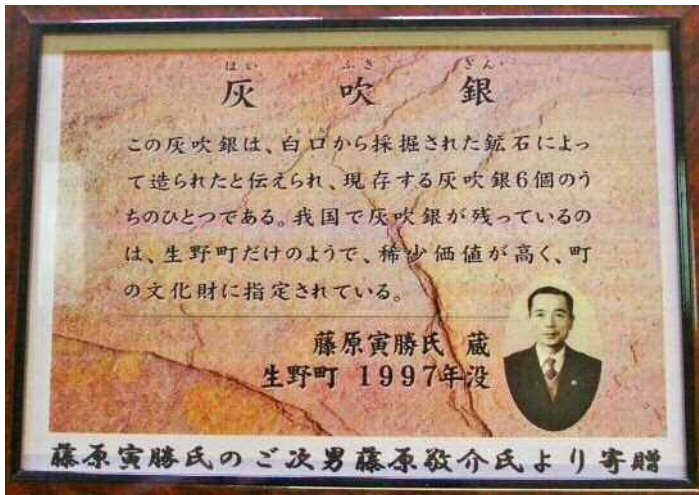 はい ふき ぎん
灰 吹 銀
この灰吹銀は、白口から採掘された鉱石によっ
て造られたと伝えられ、現存する灰吹銀6個のう
ちのひとつである。我国で灰吹銀が残っているの
は、生野町だけのようで、稀少価値が高く、町
の文化財に指定されている。
藤原寅勝氏 蔵
生野町 1997年没
藤原寅勝氏のご次男藤原敬介氏より寄贈